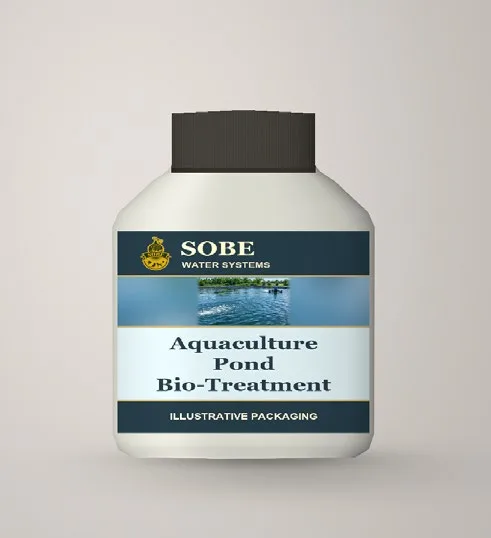 SOBE
WATER SYSTEMS
Aquaculture
Pond
Bio-Treatment
ILLUSTRATIVE PACKAGING